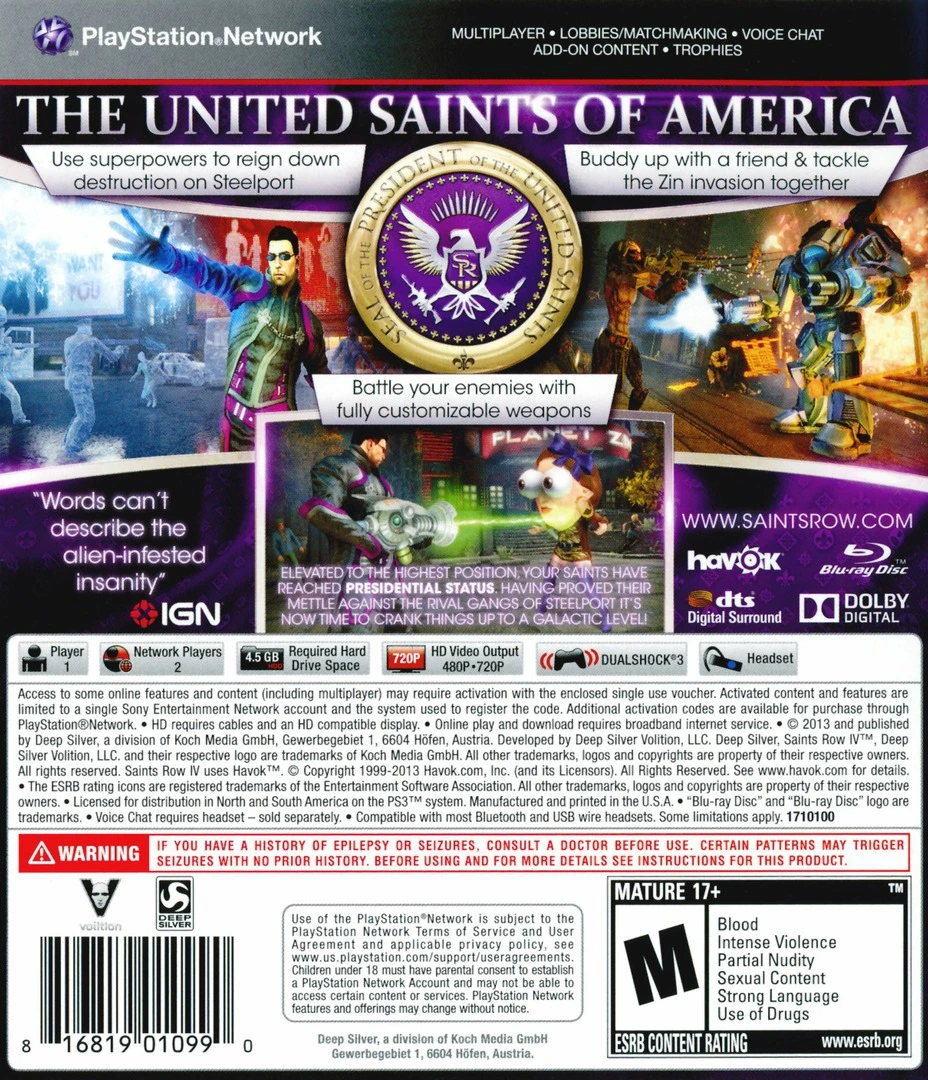 PlayStation®Network
SM
MULTIPLAYER • LOBBIES/MATCHMAKING • VOICE CHAT
ADD-ON CONTENT • TROPHIES
THE UNITED SAINTS OF AMERICA
Use superpowers to reign down
destruction on Steelport
SEAL OF THE PRESIDENT OF THE UNITED SAINTS
SR
Buddy up with a friend & tackle
the Zin invasion together
WANT
YOU
Battle your enemies with
fully customizable weapons
PLANET ZI
"Words can't
describe the
alien-infested
insanity"
IGN
ELEVATED TO THE HIGHEST POSITION, YOUR SAINTS HAVE
REACHED PRESIDENTIAL STATUS. HAVING PROVED THEIR
METTLE AGAINST THE RIVAL GANGS OF STEELPORT IT'S
NOW TIME TO CRANK THINGS UP TO A GALACTIC LEVEL!
WWW.SAINTSROW.COM
havok
Blu-ray Disc™
dts
Digital Surround
DOLBY
DIGITAL
Player
1
Network Players
2
4.5 GB HDD
Required Hard
Drive Space
720P
HD Video Output
480P•720P
DUALSHOCK®3
Headset
Access to some online features and content (including multiplayer) may require activation with the enclosed single use voucher. Activated content and features are
limited to a single Sony Entertainment Network account and the system used to register the code. Additional activation codes are available for purchase through
PlayStation®Network. • HD requires cables and an HD compatible display. • Online play and download requires broadband internet service. • © 2013 and published
by Deep Silver, a division of Koch Media GmbH, Gewerbegebiet 1, 6604 Höfen, Austria. Developed by Deep Silver Volition, LLC. Deep Silver, Saints Row IV™, Deep
Silver Volition, LLC. and their respective logo are trademarks of Koch Media GmbH. All other trademarks, logos and copyrights are property of their respective owners.
All rights reserved. Saints Row IV uses Havok™. © Copyright 1999-2013 Havok.com, Inc. (and its Licensors). All Rights Reserved. See www.havok.com for details.
• The ESRB rating icons are registered trademarks of the Entertainment Software Association. All other trademarks, logos and copyrights are property of their respective
owners. • Licensed for distribution in North and South America on the PS3™ system. Manufactured and printed in the U.S.A. • "Blu-ray Disc" and "Blu-ray Disc" logo are
trademarks. • Voice Chat requires headset – sold separately. • Compatible with most Bluetooth and USB wire headsets. Some limitations apply. 1710100
WARNING
IF YOU HAVE A HISTORY OF EPILEPSY OR SEIZURES, CONSULT A DOCTOR BEFORE USE. CERTAIN PATTERNS MAY TRIGGER
SEIZURES WITH NO PRIOR HISTORY. BEFORE USING AND FOR MORE DETAILS SEE INSTRUCTIONS FOR THIS PRODUCT.
volition
DEEP
SILVER
8 16819 01099 0
Use of the PlayStation®Network is subject to the
PlayStation Network Terms of Service and User
Agreement and applicable privacy policy, see
www.us.playstation.com/support/useragreements.
Children under 18 must have parental consent to establish
a PlayStation Network Account and may not be able to
access certain content or services. PlayStation Network
features and offerings may change without notice.
Deep Silver, a division of Koch Media GmbH
Gewerbegebiet 1, 6604 Höfen, Austria.
MATURE 17+ ™
M
Blood
Intense Violence
Partial Nudity
Sexual Content
Strong Language
Use of Drugs
ESRB CONTENT RATING www.esrb.org